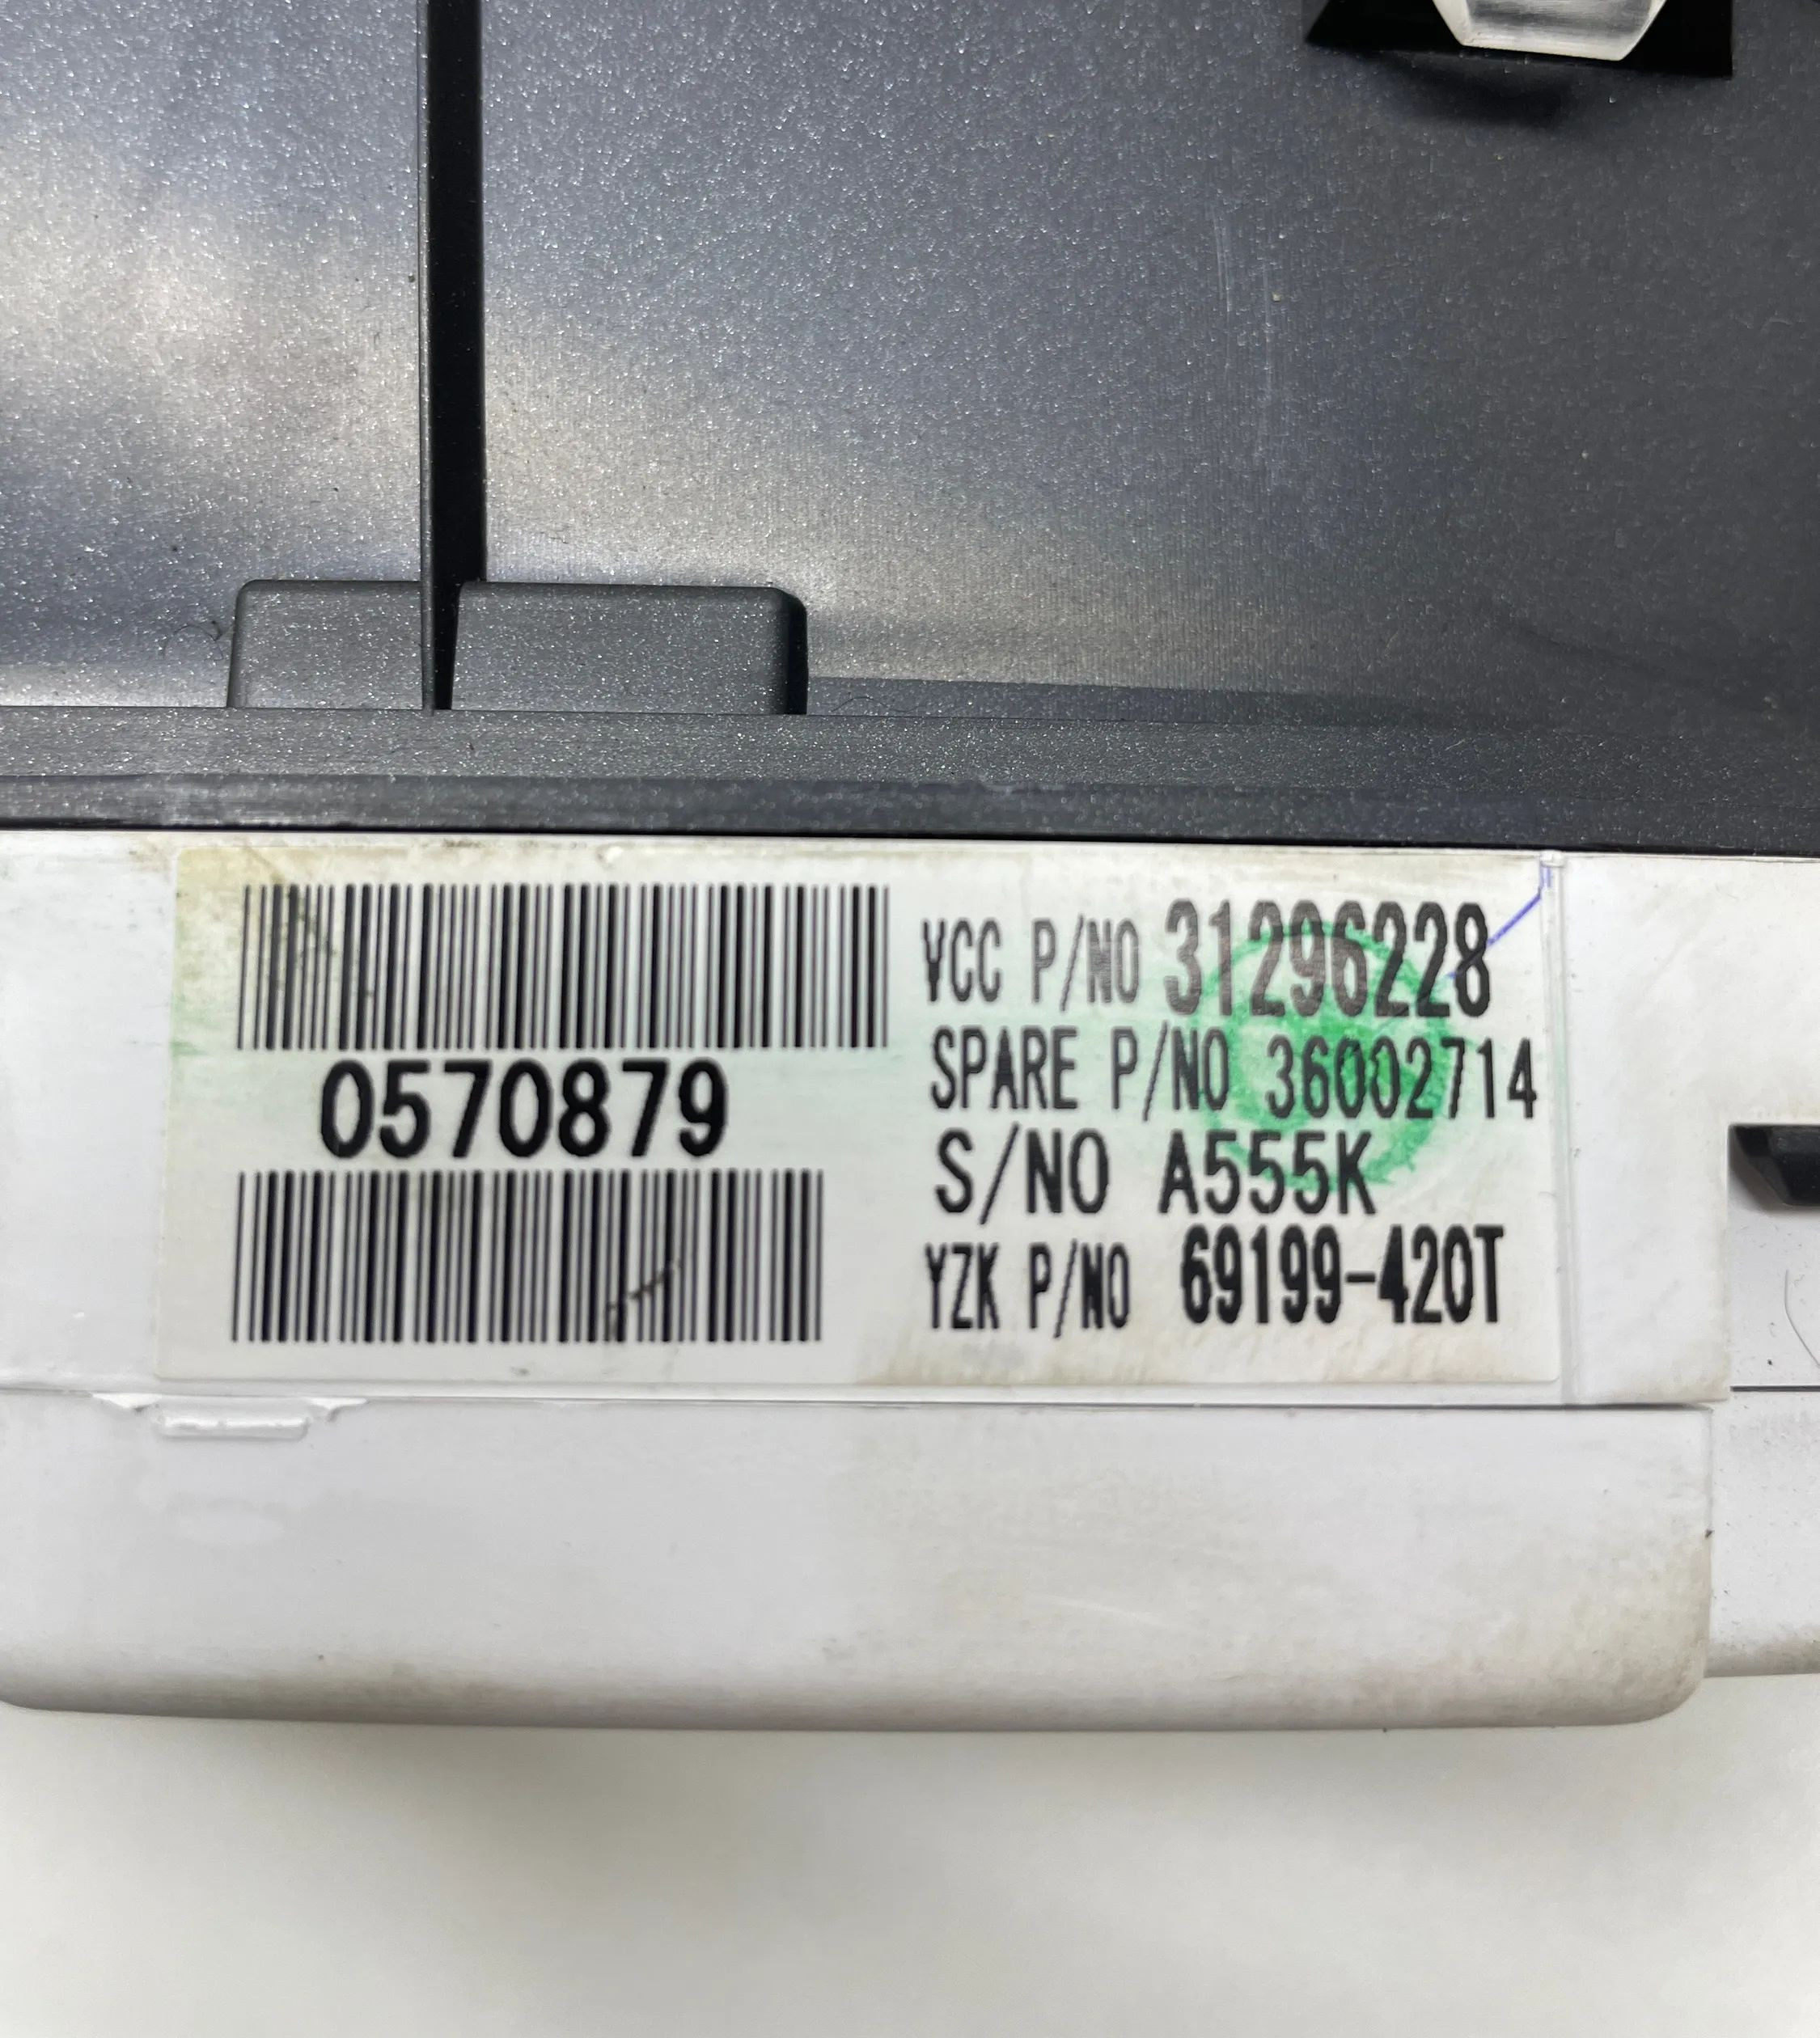 0570879
VCC P/NO 31296228
SPARE P/NO 36002714
S/NO A555K
YZK P/NO 69199-420T